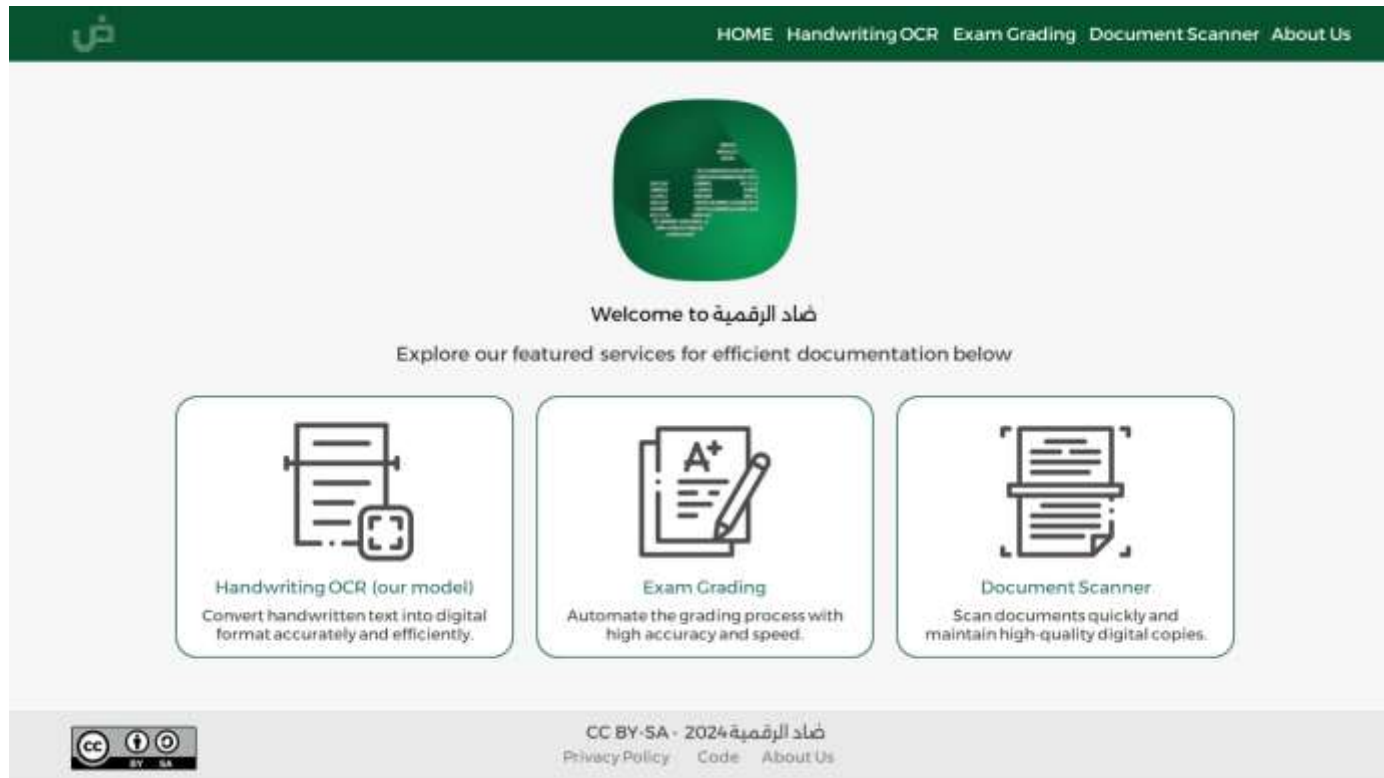 ض
HOME Handwriting OCR Exam Grading Document Scanner About Us
ض
Welcome to ضاد الرقمية
Explore our featured services for efficient documentation below
A+
Handwriting OCR (our model)
Convert handwritten text into digital
format accurately and efficiently.
Exam Grading
Automate the grading process with
high accuracy and speed.
Document Scanner
Scan documents quickly and
maintain high-quality digital copies.
cc BY SA
CC BY-SA - 2024 ضاد الرقمية
Privacy Policy Code About Us